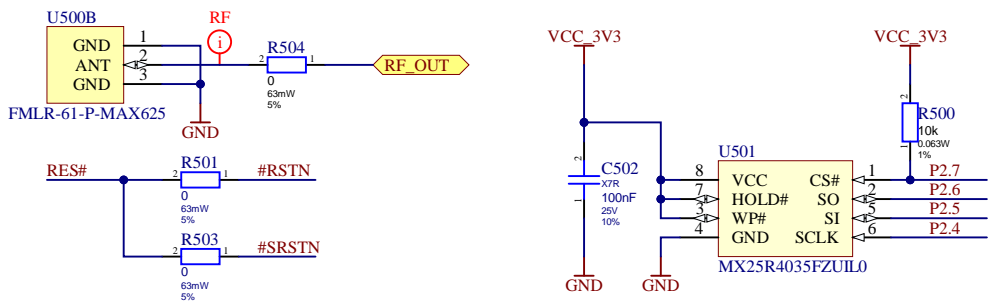 U500B
GND 1
ANT 2
GND 3
FMLR-61-P-MAX625
RF
i
2 R504 1
0
63mW
5%
RF_OUT
GND
RES#
2 R501 1
0
63mW
5%
#RSTN
2 R503 1
0
63mW
5%
#SRSTN
VCC_3V3
2
C502
X7R
100nF
25V
10%
1
GND
GND
VCC_3V3
2
R500
10k
0.063W
1%
1
U501
8 VCC CS# 1 P2.7
7 HOLD# SO 2 P2.6
3 WP# SI 5 P2.5
4 GND SCLK 6 P2.4
MX25R4035FZUIL0